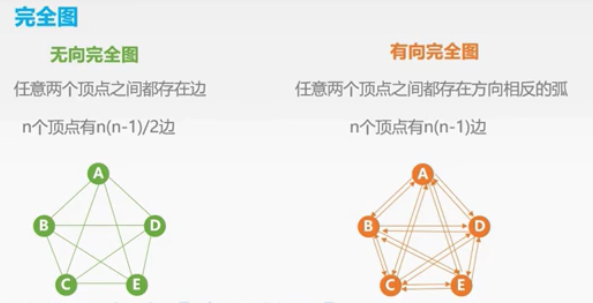 完全图
无向完全图
任意两个顶点之间都存在边
n个顶点有n(n-1)/2边
A
B
D
C
E
有向完全图
任意两个顶点之间都存在方向相反的弧
n个顶点有n(n-1)边
A
B
D
C
E